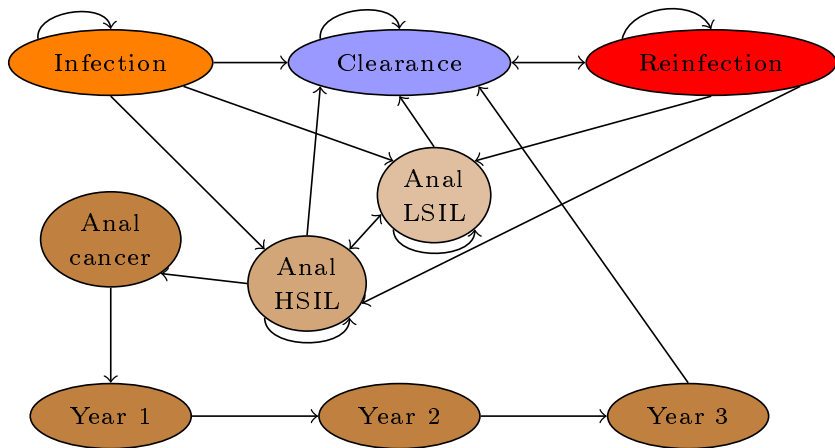 Infection
Clearance
Reinfection
Anal
LSIL
Anal
cancer
Anal
HSIL
Year 1
Year 2
Year 3